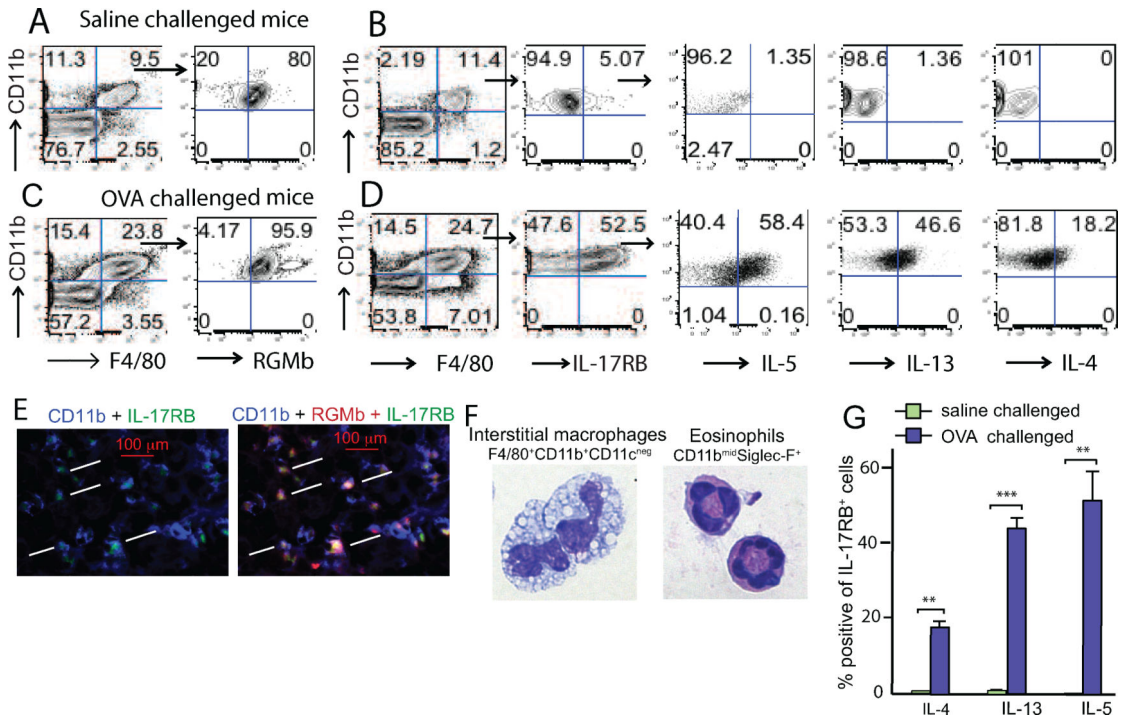 A Saline challenged mice B
CD11b
11.3 9.5
76.7 2.55
20 80
0 0
CD11b
2.19 11.4
85.2 1.2
94.9 5.07
0 0
96.2 1.35
2.47 0
98.6 1.36
0 0
101 0
0 0
C OVA challenged mice D
CD11b
15.4 23.8
57.2 3.55
4.17 95.9
0 0
CD11b
14.5 24.7
53.8 7.01
47.6 52.5
0 0
40.4 58.4
1.04 0.16
53.3 46.6
0 0
81.8 18.2
0 0
F4/80 RGMb F4/80 IL-17RB IL-5 IL-13 IL-4
E
CD11b + IL-17RB
100 μm
CD11b + RGMb + IL-17RB
100 μm
F
Interstitial macrophages
F4/80⁺CD11b⁺CD11cⁿᵉᵍ
Eosinophils
CD11bᵐⁱᵈSiglec-F⁺
G
saline challenged
OVA challenged
% positive of IL-17RB⁺ cells
60
40
20
0
**
***
**
IL-4 IL-13 IL-5